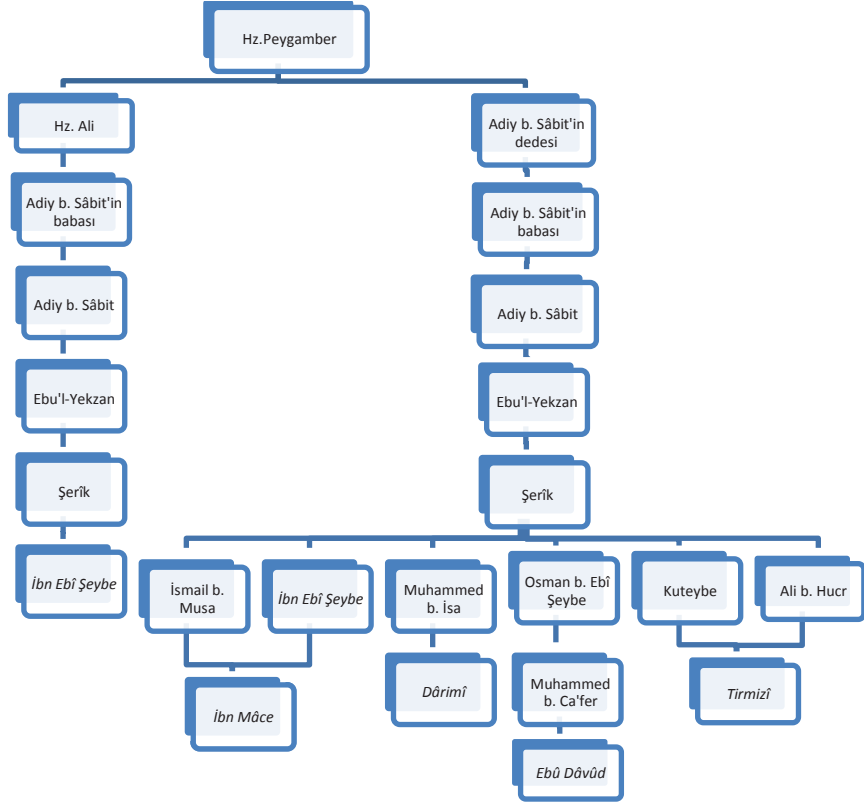 Hz.Peygamber
Hz. Ali
Adiy b. Sâbit'in
dedesi
Adiy b. Sâbit'in
babası
Adiy b. Sâbit'in
babası
Adiy b. Sâbit
Adiy b. Sâbit
Ebu'l-Yekzan
Ebu'l-Yekzan
Şerîk
Şerîk
İbn Ebî Şeybe
İsmail b.
Musa
İbn Ebî Şeybe
Muhammed
b. İsa
Osman b. Ebî
Şeybe
Kuteybe
Ali b. Hucr
İbn Mâce
Dârimî
Muhammed
b. Ca'fer
Tirmizî
Ebû Dâvûd